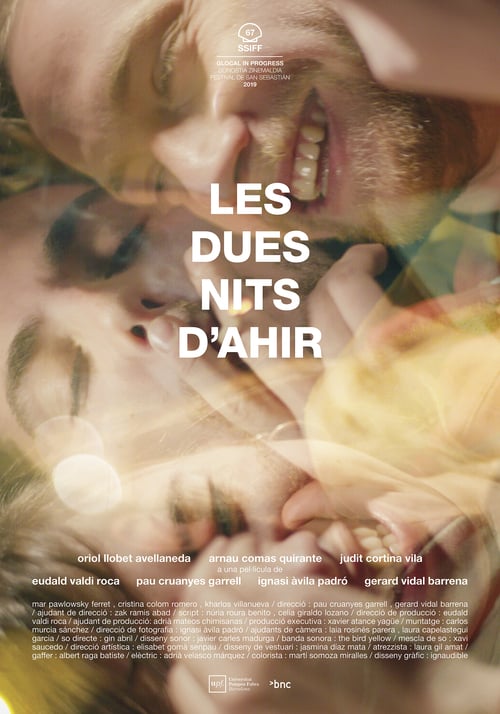 67
SSIFF
GLOCAL IN PROGRESS
DONOSTIA ZINEMALDIA
FESTIVAL DE SAN SEBASTIÁN
2019
LES
DUES
NITS
D'AHIR
oriol llobet avellaneda arnau comas quirante judit cortina vila
a una pel·lícula de
eudald valdi roca pau cruanyes garrell ignasi àvila padró gerard vidal barrena
mar pawlowsky ferret , cristina colom romero , kharlos villanueva / direcció : pau cruanyes garrell , gerard vidal barrena
/ ajudant de direcció : zak ramis abad / script : núria roura benito , celia giraldo lozano / direcció de producció : eudald
valdi roca / ajudant de producció: adrià mateos chimisanas / producció executiva : xavier atance yagüe / muntatge : carlos
murcia sánchez / direcció de fotografia : ignasi àvila padró / ajudants de càmera : laia rosinés parera , laura capelastegui
garcia / so directe : gin abril / disseny sonor : javier carles madurga / banda sonora : the bird yellow / mescla de so : xavi
saucedo / direcció artística : elisabet gomà senpau / disseny de vestuari : jasmina díaz mata / atrezzista : laura gil amat /
gaffer : albert raga batiste / elèctric : adrià velasco márquez / colorista : martí somoza miralles / disseny gràfic : ignaudible
upf. Universitat
Pompeu Fabra
Barcelona
>bnc